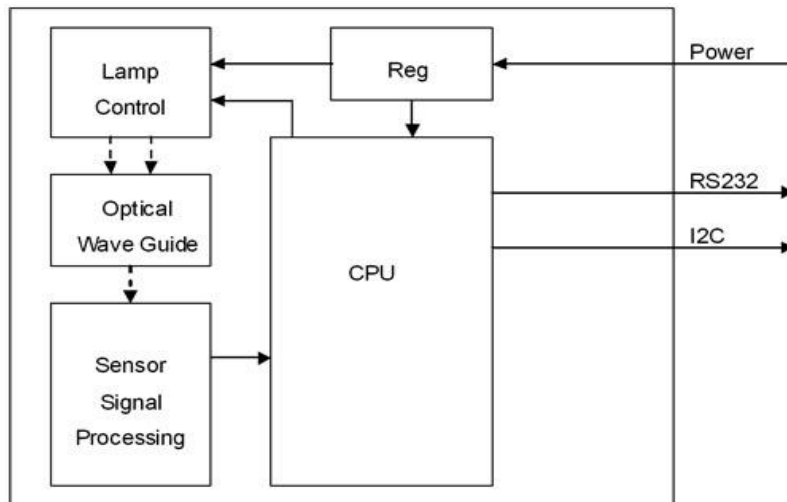 Lamp
Control
Reg
Power
Optical
Wave Guide
RS232
I2C
CPU
Sensor
Signal
Processing